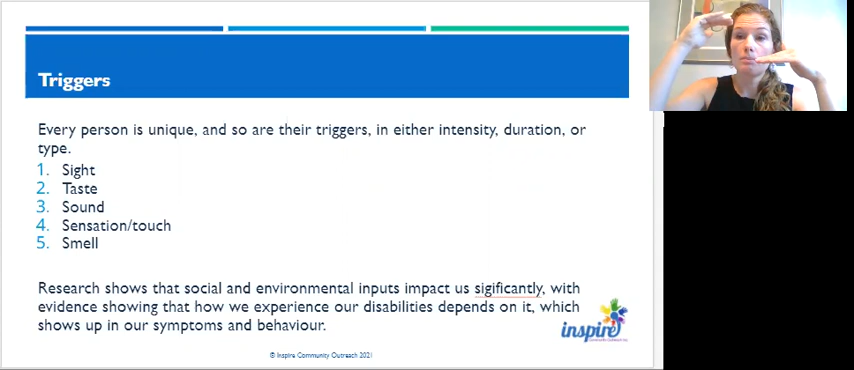 Triggers
Every person is unique, and so are their triggers, in either intensity, duration, or
type.
1. Sight
2. Taste
3. Sound
4. Sensation/touch
5. Smell
Research shows that social and environmental inputs impact us sigificantly, with
evidence showing that how we experience our disabilities depends on it, which
shows up in our symptoms and behaviour.
inspire
Community Outreach Inc.
© Inspire Community Outreach 2021